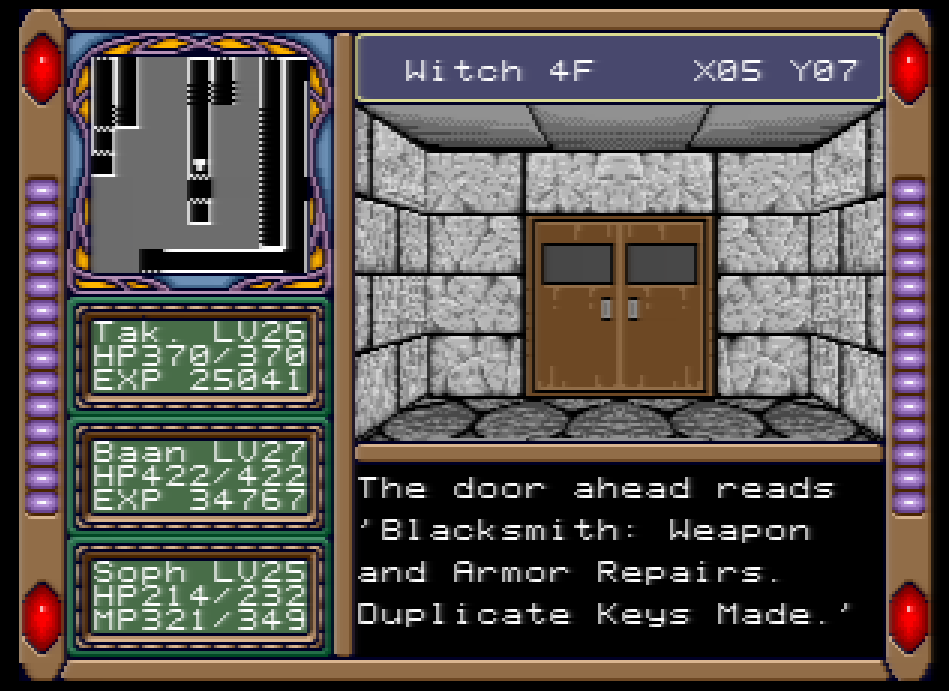 Witch 4F X05 Y07
Tak. LV26
HP370/370
EXP 25041
Baan LV27
HP422/422
EXP 34767
Soph LV25
HP214/232
MP321/349
The door ahead reads
'Blacksmith: Weapon
and Armor Repairs.
Duplicate Keys Made.'